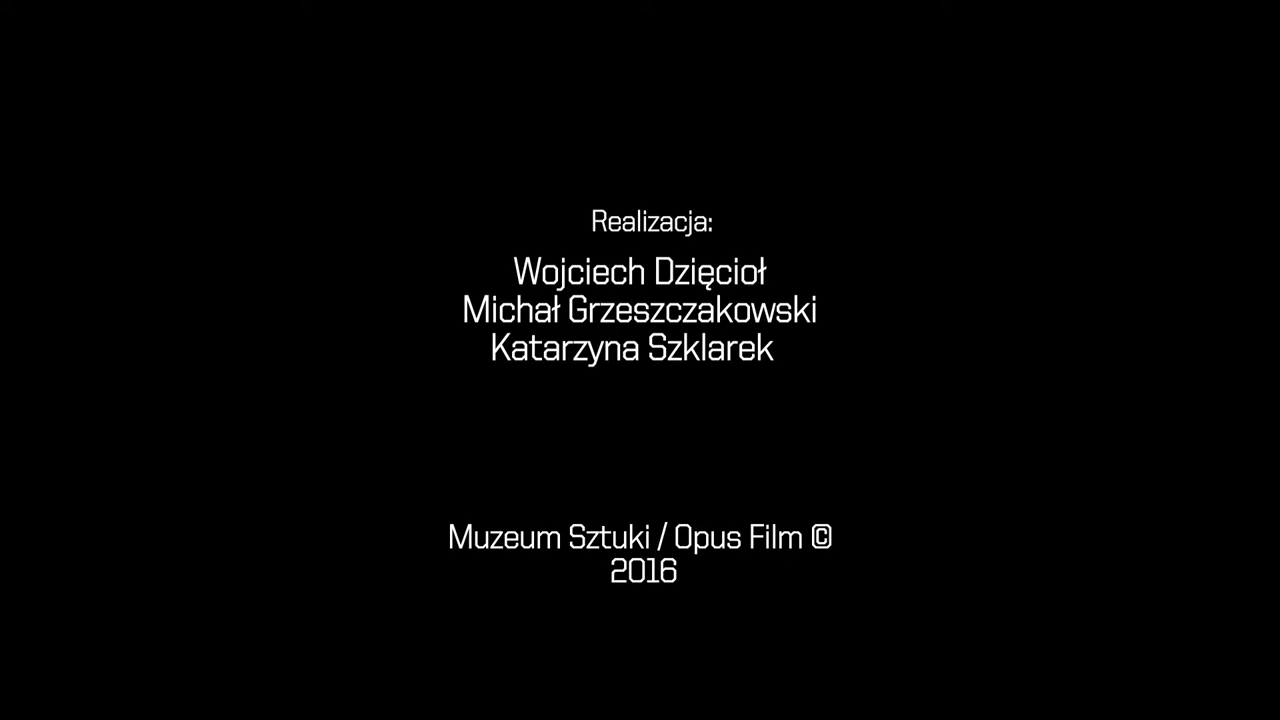 Realizacja:
Wojciech Dzięcioł
Michał Grzeszczakowski
Katarzyna Szklarek
Muzeum Sztuki / Opus Film ©
2016